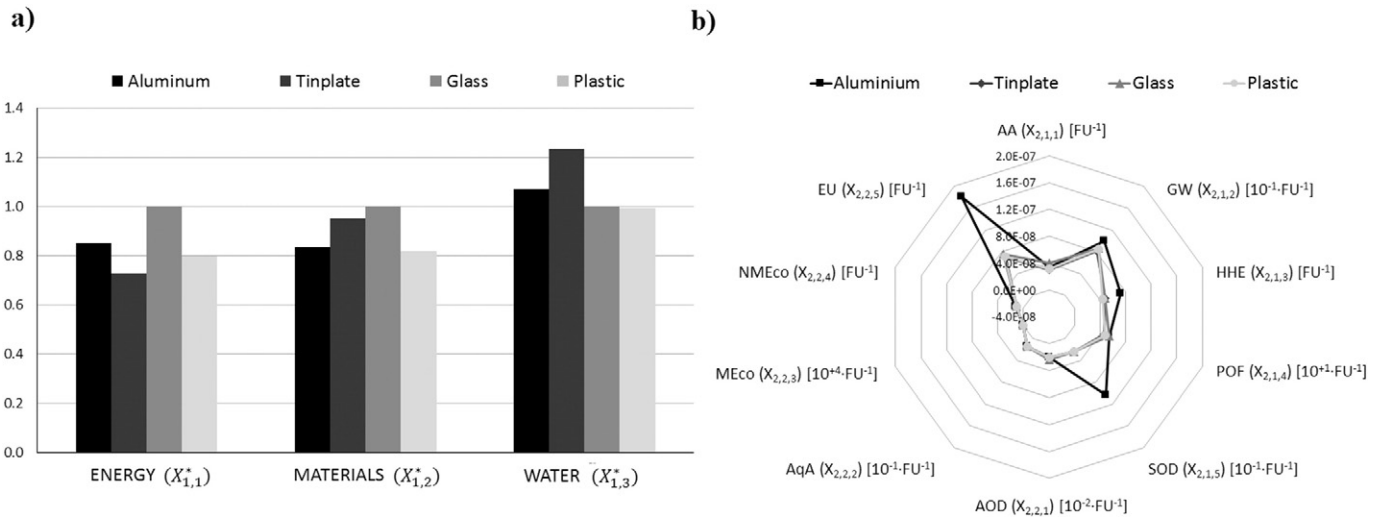 a)
Aluminum Tinplate Glass Plastic
1.4
1.2
1.0
0.8
0.6
0.4
0.2
0.0
ENERGY (X*1,1) MATERIALS (X*1,2) WATER (X*1,3)
b)
Aluminium Tinplate Glass Plastic
AA (X2,1,1) [FU-1]
2.0E-07
1.6E-07
1.2E-07
8.0E-08
4.0E-08
0.0E+00
-4.0E-08
GW (X2,1,2) [10-1·FU-1]
HHE (X2,1,3) [FU-1]
POF (X2,1,4) [10+1·FU-1]
SOD (X2,1,5) [10-1·FU-1]
AOD (X2,2,1) [10-2·FU-1]
AqA (X2,2,2) [10-1·FU-1]
MEco (X2,2,3) [10+4·FU-1]
NMEco (X2,2,4) [FU-1]
EU (X2,2,5) [FU-1]